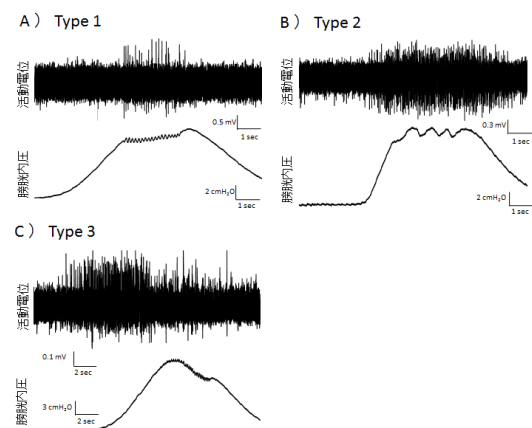 A） Type 1
活動電位
0.5 mV
1 sec
膀胱内圧
2 cmH₂O
1 sec
B） Type 2
活動電位
0.3 mV
1 sec
膀胱内圧
2 cmH₂O
1 sec
C） Type 3
活動電位
0.1 mV
2 sec
膀胱内圧
3 cmH₂O
2 sec